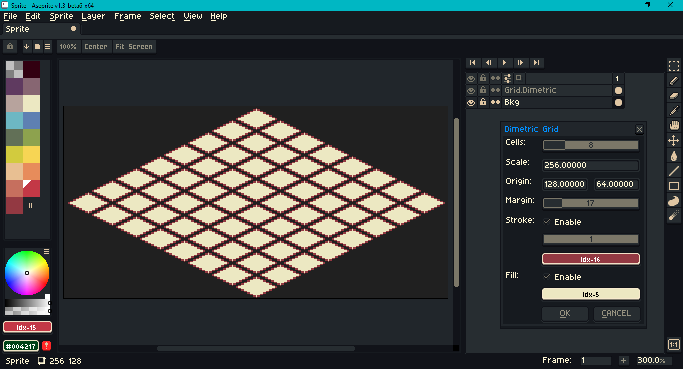 Sprite - Aseprite v1.3-beta6-x64
File Edit Sprite Layer Frame Select View Help
Sprite
100% Center Fit Screen
1
Grid.Dimetric
Bkg
Dimetric Grid
Cells: 8
Scale: 256.00000
Origin: 128.00000 64.00000
Margin: 17
Stroke: Enable
1
Idx-16
Fill: Enable
Idx-5
OK CANCEL
Idx-15
#004217
Sprite 256 128
Frame: 1 + 300.0%
1:1